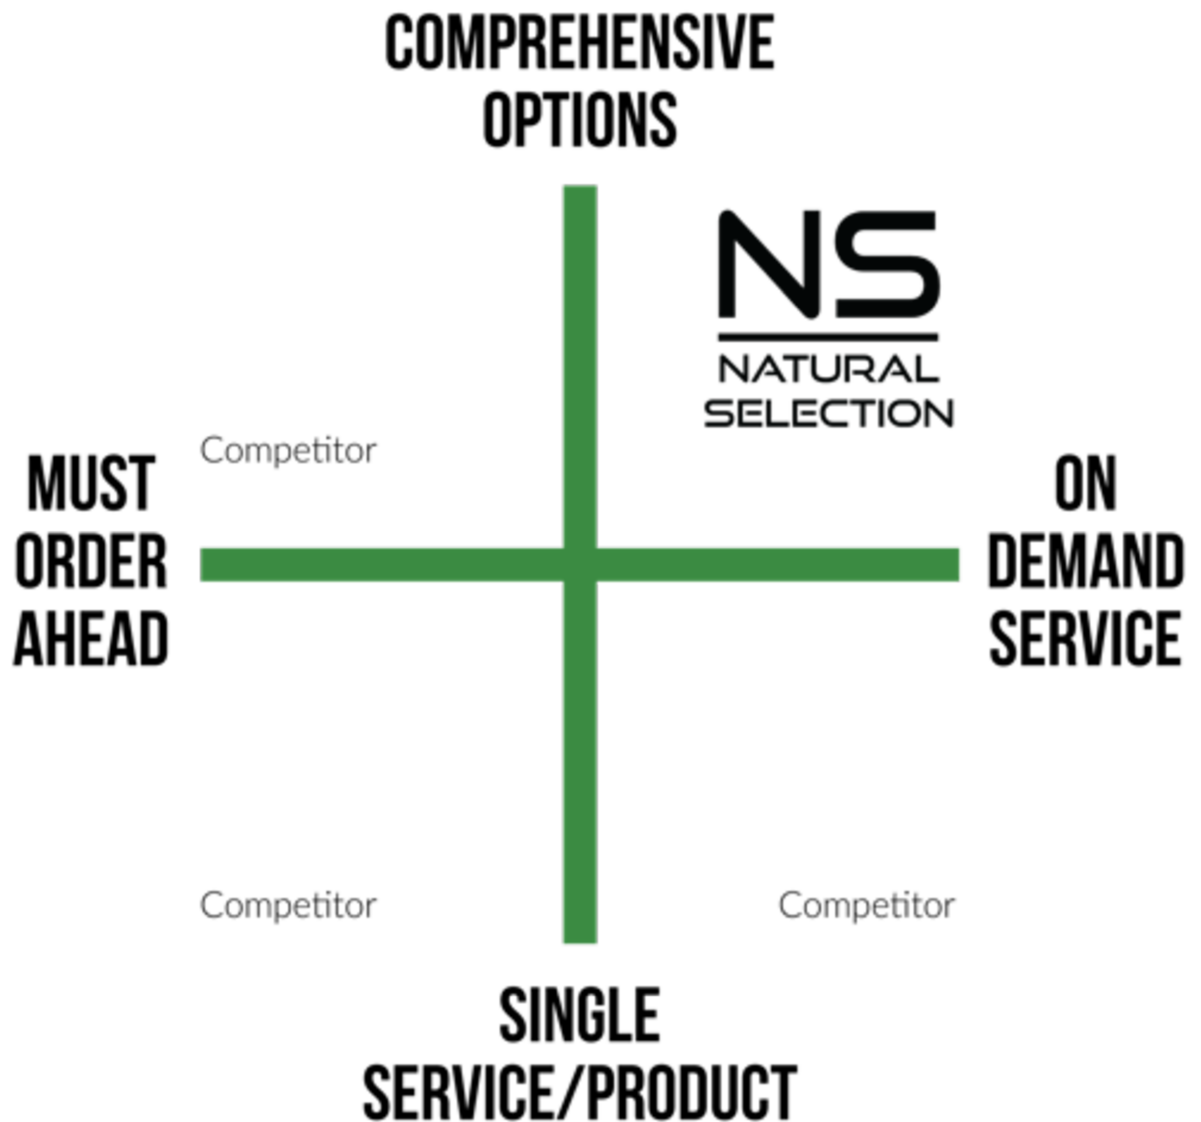 COMPREHENSIVE
OPTIONS
NS
NATURAL
SELECTION
Competitor
MUST
ORDER
AHEAD
ON
DEMAND
SERVICE
Competitor
Competitor
SINGLE
SERVICE/PRODUCT